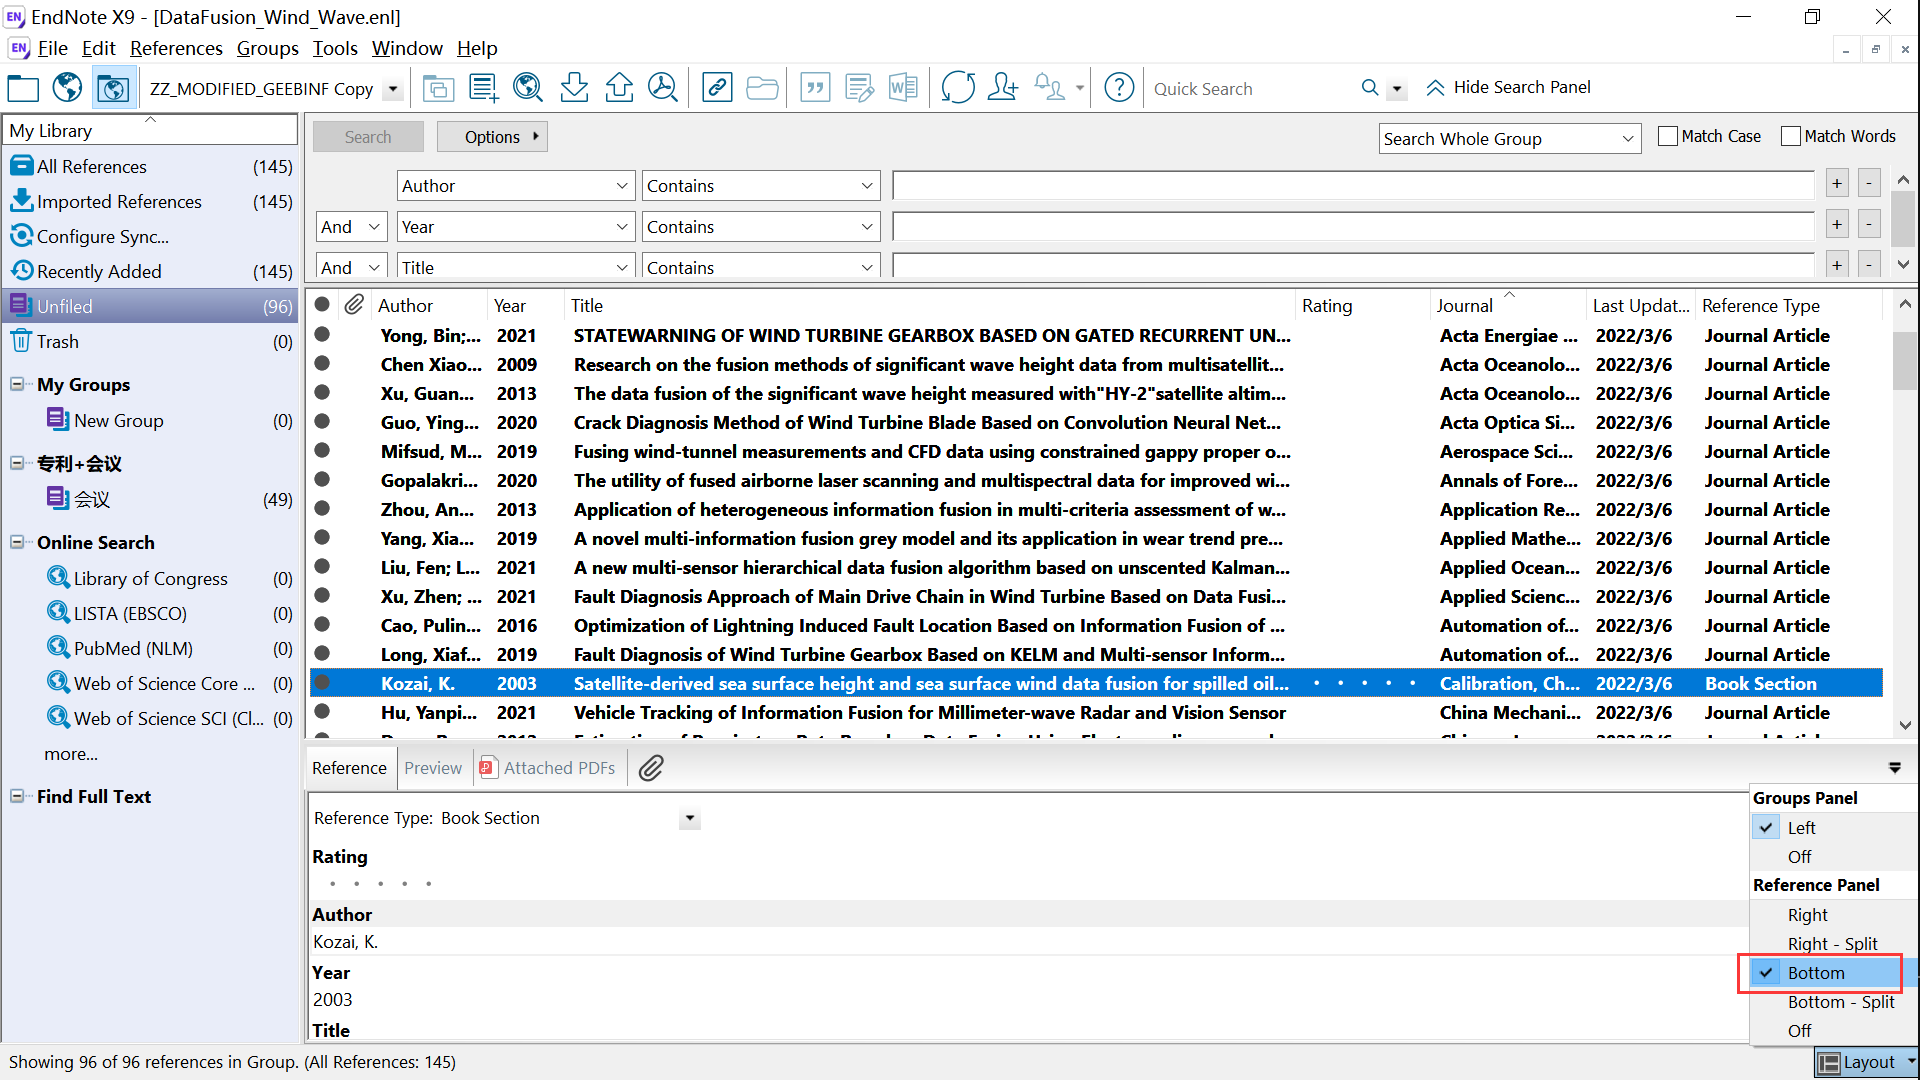 EN EndNote X9 - [DataFusion_Wind_Wave.enl]
EN File Edit References Groups Tools Window Help
ZZ_MODIFIED_GEEBINF Copy Quick Search Hide Search Panel
My Library
All References (145)
Imported References (145)
Configure Sync...
Recently Added (145)
Unfiled (96)
Trash (0)
My Groups
New Group (0)
专利+会议
会议 (49)
Online Search
Library of Congress (0)
LISTA (EBSCO) (0)
PubMed (NLM) (0)
Web of Science Core ... (0)
Web of Science SCI (Cl... (0)
more...
Find Full Text
Search Options Search Whole Group Match Case Match Words
Author Contains + -
And Year Contains + -
And Title Contains + -
Author Year Title Rating Journal Last Updat... Reference Type
Yong, Bin;... 2021 STATEWARNING OF WIND TURBINE GEARBOX BASED ON GATED RECURRENT UN... Acta Energiae ... 2022/3/6 Journal Article
Chen Xiao... 2009 Research on the fusion methods of significant wave height data from multisatellit... Acta Oceanolo... 2022/3/6 Journal Article
Xu, Guan... 2013 The data fusion of the significant wave height measured with"HY-2"satellite altim... Acta Oceanolo... 2022/3/6 Journal Article
Guo, Ying... 2020 Crack Diagnosis Method of Wind Turbine Blade Based on Convolution Neural Net... Acta Optica Si... 2022/3/6 Journal Article
Mifsud, M... 2019 Fusing wind-tunnel measurements and CFD data using constrained gappy proper o... Aerospace Sci... 2022/3/6 Journal Article
Gopalakri... 2020 The utility of fused airborne laser scanning and multispectral data for improved wi... Annals of Fore... 2022/3/6 Journal Article
Zhou, An... 2013 Application of heterogeneous information fusion in multi-criteria assessment of w... Application Re... 2022/3/6 Journal Article
Yang, Xia... 2019 A novel multi-information fusion grey model and its application in wear trend pre... Applied Mathe... 2022/3/6 Journal Article
Liu, Fen; L... 2021 A new multi-sensor hierarchical data fusion algorithm based on unscented Kalman... Applied Ocean... 2022/3/6 Journal Article
Xu, Zhen; ... 2021 Fault Diagnosis Approach of Main Drive Chain in Wind Turbine Based on Data Fusi... Applied Scienc... 2022/3/6 Journal Article
Cao, Pulin... 2016 Optimization of Lightning Induced Fault Location Based on Information Fusion of ... Automation of... 2022/3/6 Journal Article
Long, Xiaf... 2019 Fault Diagnosis of Wind Turbine Gearbox Based on KELM and Multi-sensor Inform... Automation of... 2022/3/6 Journal Article
Kozai, K. 2003 Satellite-derived sea surface height and sea surface wind data fusion for spilled oil... Calibration, Ch... 2022/3/6 Book Section
Hu, Yanpi... 2021 Vehicle Tracking of Information Fusion for Millimeter-wave Radar and Vision Sensor China Mechani... 2022/3/6 Journal Article
Reference Preview Attached PDFs
Reference Type: Book Section
Rating
Author
Kozai, K.
Year
2003
Title
Groups Panel
Left
Off
Reference Panel
Right
Right - Split
Bottom
Bottom - Split
Off
Showing 96 of 96 references in Group. (All References: 145)
Layout